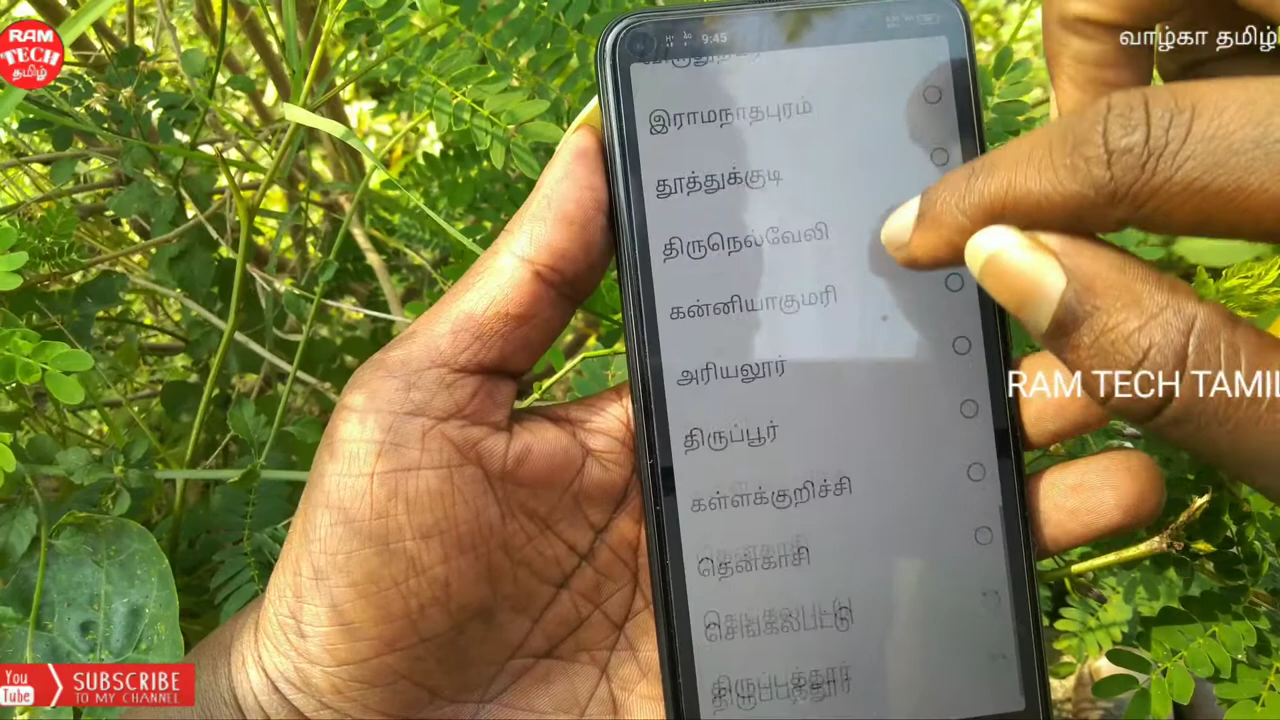 RAM
TECH
தமிழ்
வாழ்கா தமிழ்
9:45
இராமநாதபுரம்
தூத்துக்குடி
திருநெல்வேலி
கன்னியாகுமரி
அரியலூர்
திருப்பூர்
கள்ளக்குறிச்சி
தென்காசி
செங்கல்பட்டு
திருப்பத்தூர்
RAM TECH TAMIL
You
Tube
SUBSCRIBE
TO MY CHANNEL